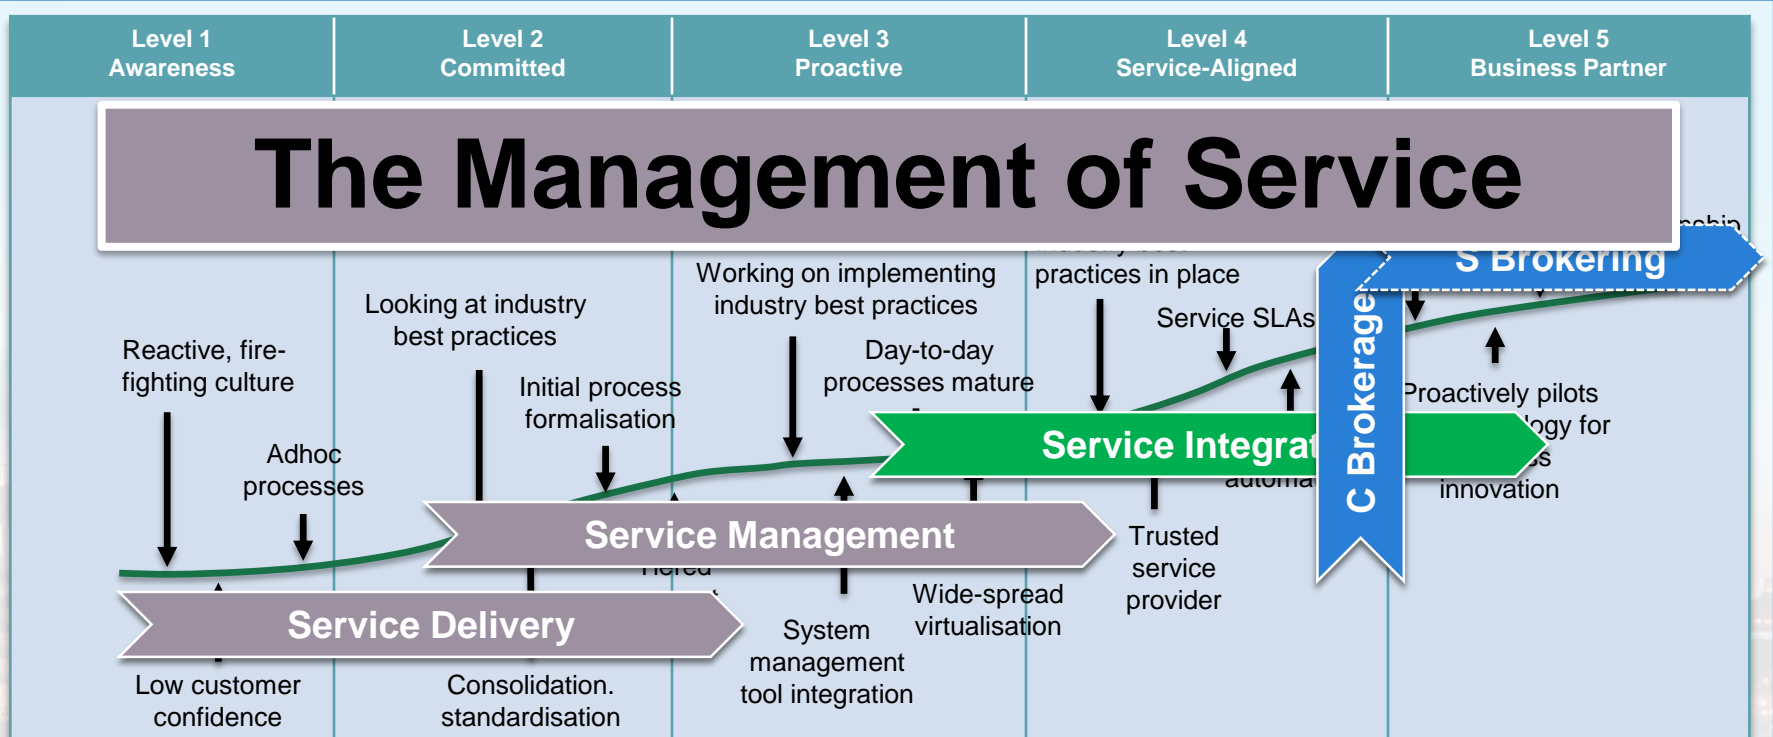 Level 1
Awareness
Level 2
Committed
Level 3
Proactive
Level 4
Service-Aligned
Level 5
Business Partner
The Management of Service
S Brokering
practices in place
Working on implementing
industry best practices
Looking at industry
best practices
Service SLAs
Reactive, fire-
fighting culture
Day-to-day
processes mature
Initial process
formalisation
Proactively pilots
for
innovation
C Brokerage
Adhoc
processes
Service Integrat
Service Management
Trusted
service
provider
Wide-spread
virtualisation
Service Delivery
System
management
tool integration
Low customer
confidence
Consolidation.
standardisation